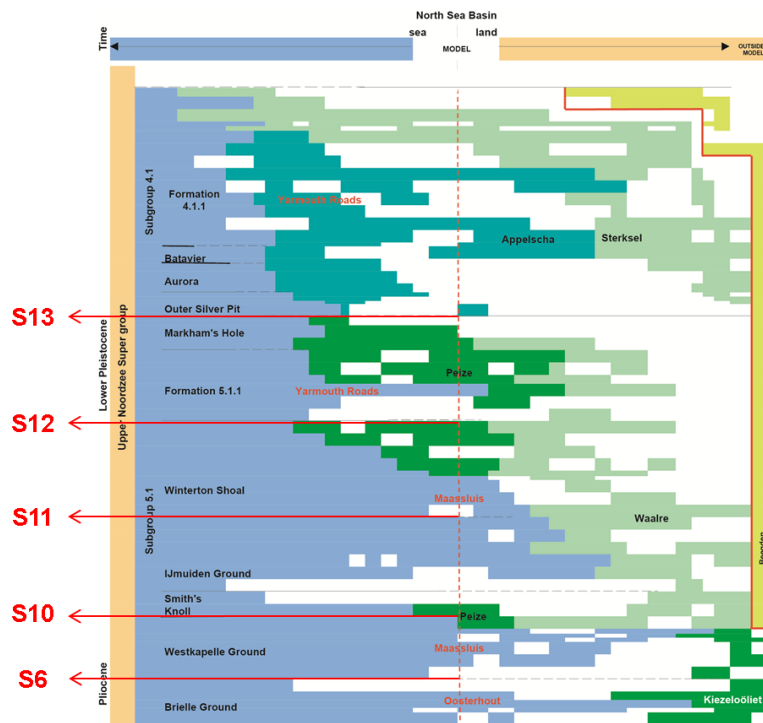 North Sea Basin
sea land
Time
MODEL
OUTSIDE
MODEL
Subgroup 4.1
Formation
4.1.1
Yarmouth Roads
Appelscha
Sterksel
Batavier
Aurora
Outer Silver Pit
S13
Markham's Hole
Lower Pleistocene
Upper Noordzee Super group
Peize
Formation 5.1.1
Yarmouth Roads
S12
Winterton Shoal
Maassluis
S11
Waalre
Subgroup 5.1
IJmuiden Ground
Smith's
Knoll
S10
Peize
Westkapelle Ground
Maassluis
S6
Pliocene
Oosterhout
Kiezeloöliet
Brielle Ground